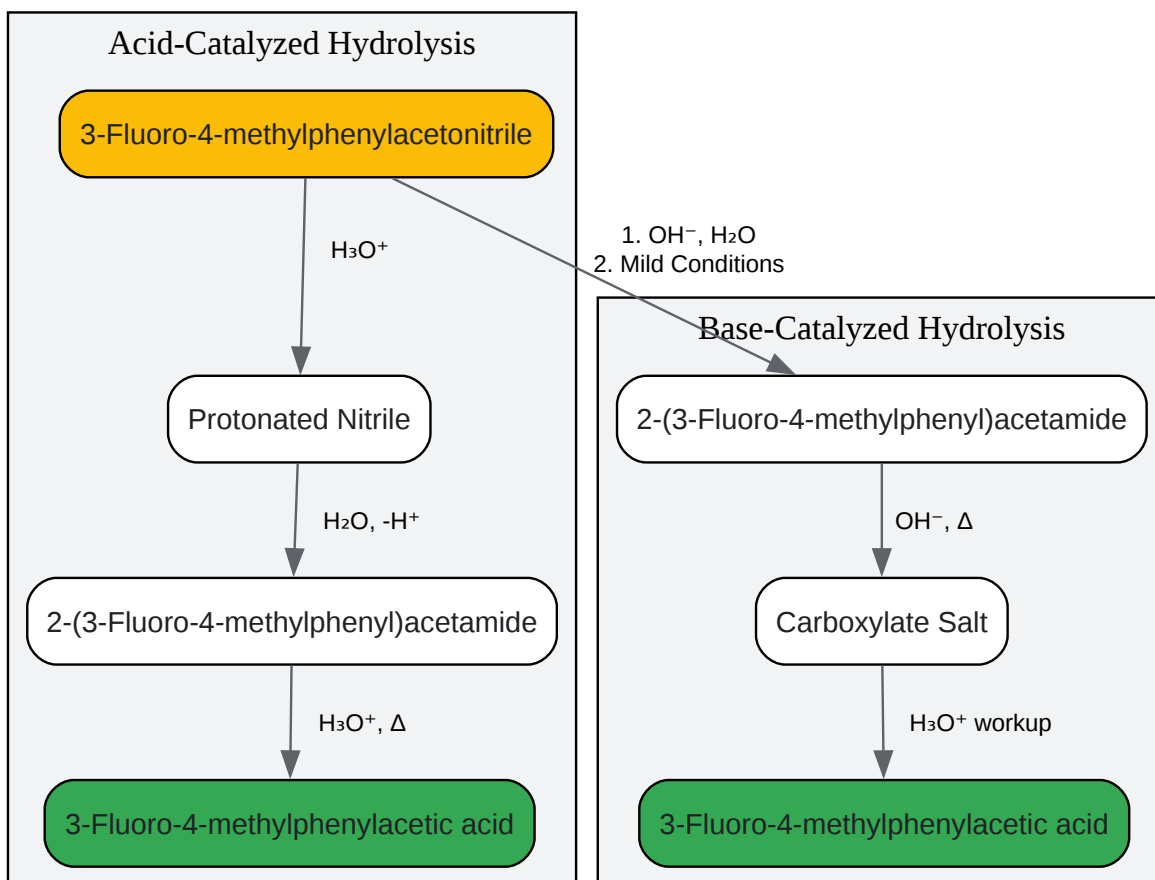 Acid-Catalyzed Hydrolysis
3-Fluoro-4-methylphenylacetonitrile
H₃O⁺
1. OH⁻, H₂O
2. Mild Conditions
Base-Catalyzed Hydrolysis
Protonated Nitrile
2-(3-Fluoro-4-methylphenyl)acetamide
H₂O, -H⁺
OH⁻, Δ
2-(3-Fluoro-4-methylphenyl)acetamide
Carboxylate Salt
H₃O⁺, Δ
H₃O⁺ workup
3-Fluoro-4-methylphenylacetic acid
3-Fluoro-4-methylphenylacetic acid